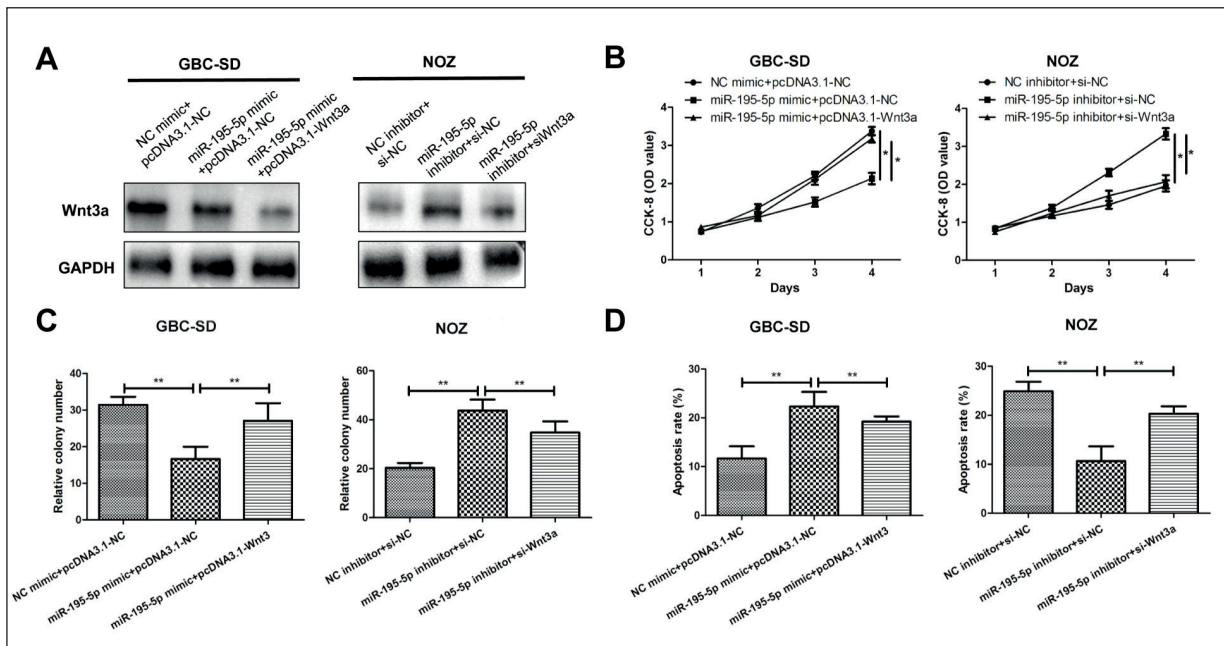 A
GBC-SD
NOZ
NC mimic+
pcDNA3.1-NC
miR-195-5p mimic
+pcDNA3.1-NC
miR-195-5p mimic
+pcDNA3.1-Wnt3a
NC inhibitor+
si-NC
miR-195-5p
inhibitor+si-NC
miR-195-5p
inhibitor+siWnt3a
Wnt3a
GAPDH
B
GBC-SD
NC mimic+pcDNA3.1-NC
miR-195-5p mimic+pcDNA3.1-NC
miR-195-5p mimic+pcDNA3.1-Wnt3a
CCK-8 (OD value)
4
3
2
1
0
1 2 3 4
Days
* *
NOZ
NC inhibitor+si-NC
miR-195-5p inhibitor+si-NC
miR-195-5p inhibitor+si-Wnt3a
CCK-8 (OD value)
4
3
2
1
0
1 2 3 4
Days
* *
C
GBC-SD
Relative colony number
40
30
20
10
0
** **
NC mimic+pcDNA3.1-NC
miR-195-5p mimic+pcDNA3.1-NC
miR-195-5p mimic+pcDNA3.1-Wnt3
NOZ
Relative colony number
60
40
20
0
** **
NC inhibitor+si-NC
miR-195-5p inhibitor+si-NC
miR-195-5p inhibitor+si-Wnt3a
D
GBC-SD
Apoptosis rate (%)
30
20
10
0
** **
NC mimic+pcDNA3.1-NC
miR-195-5p mimic+pcDNA3.1-NC
miR-195-5p mimic+pcDNA3.1-Wnt3
NOZ
Apoptosis rate (%)
30
20
10
0
** **
NC inhibitor+si-NC
miR-195-5p inhibitor+si-NC
miR-195-5p inhibitor+si-Wnt3a